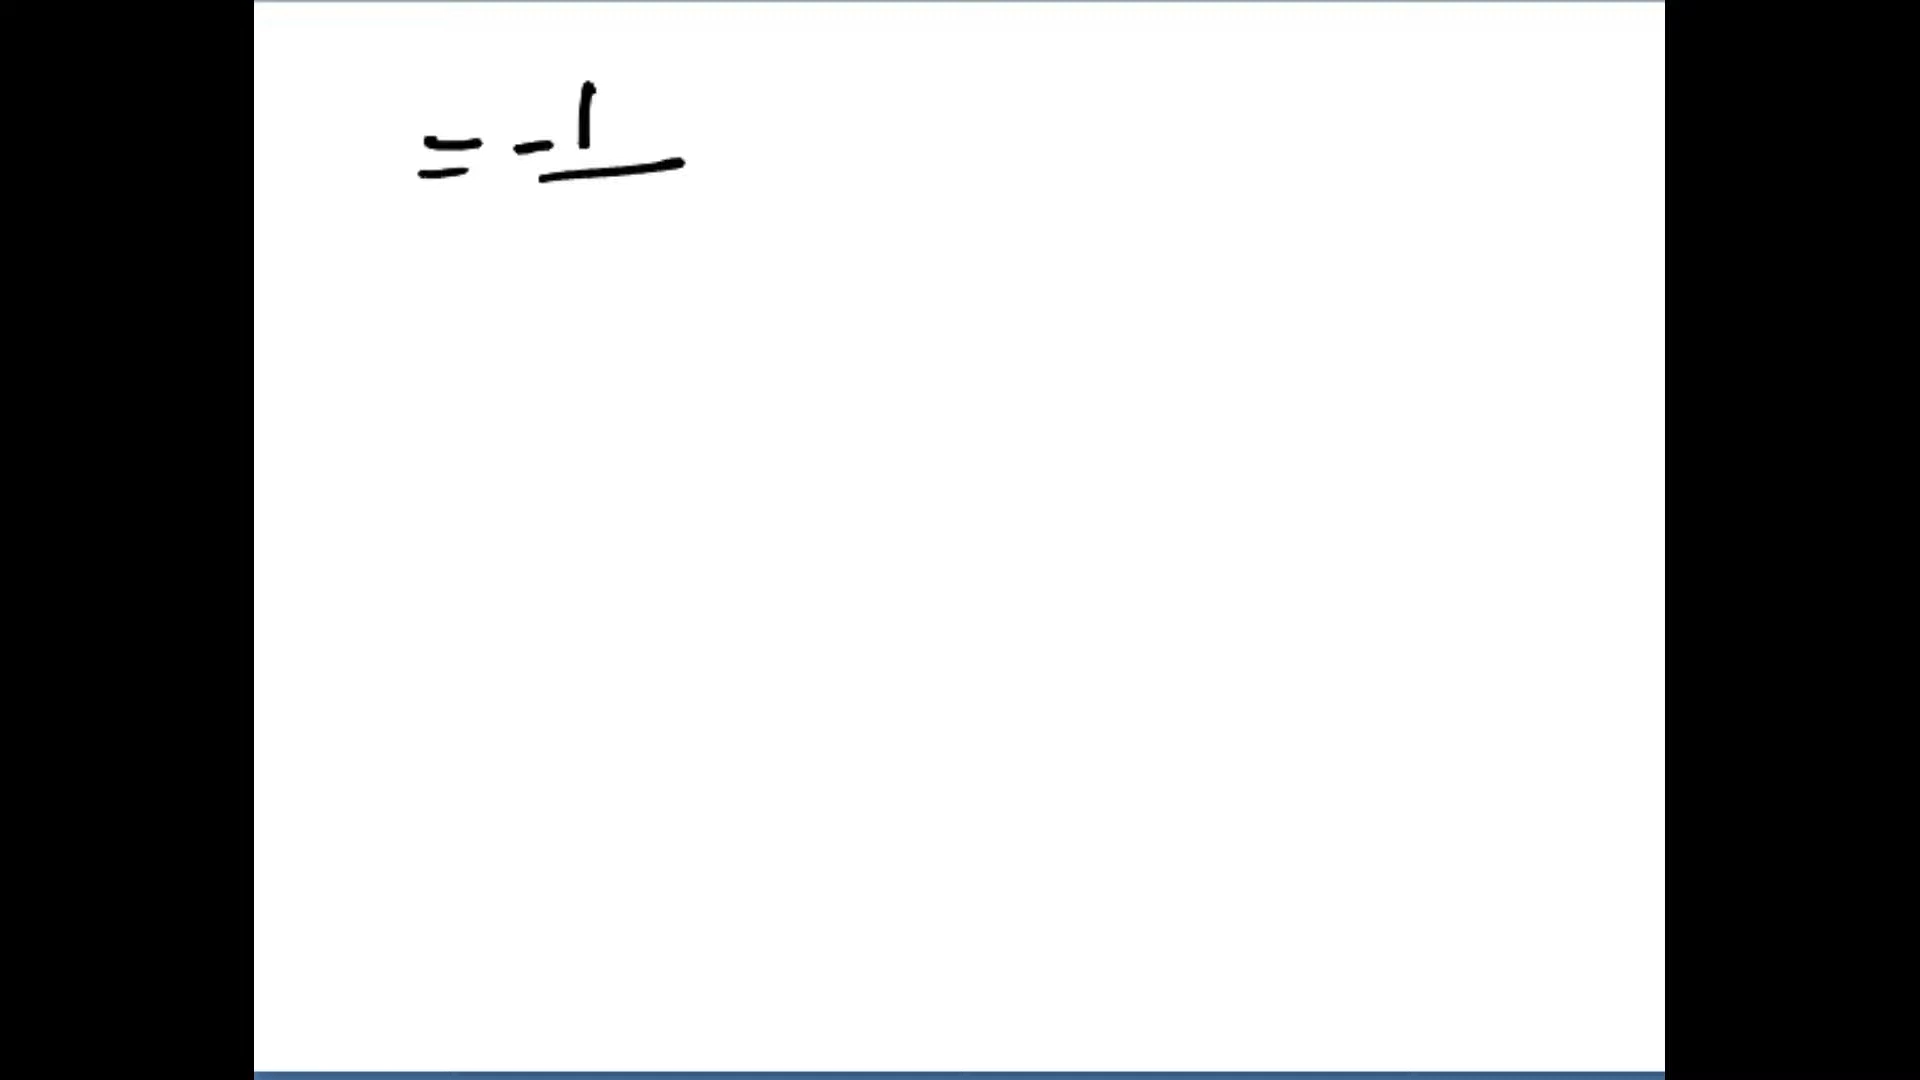 = -1